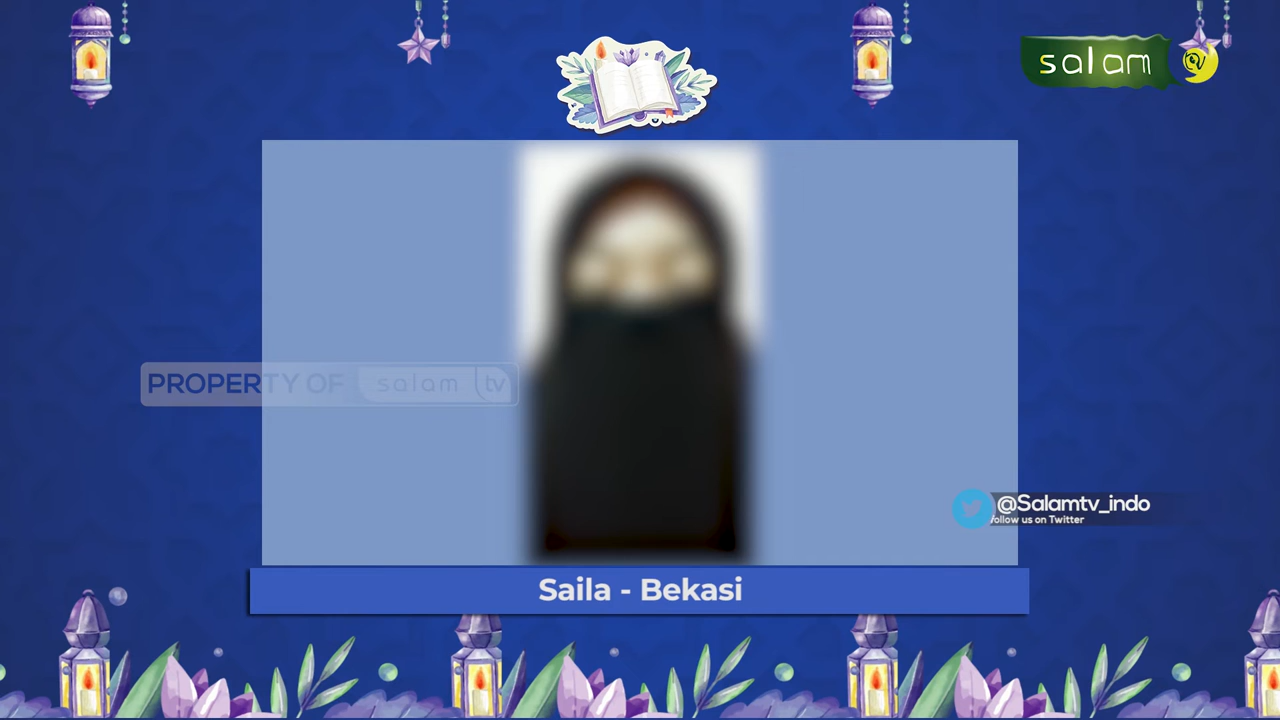 salam
PROPERTY OF salam tv
@Salamtv_indo
follow us on Twitter
Saila - Bekasi